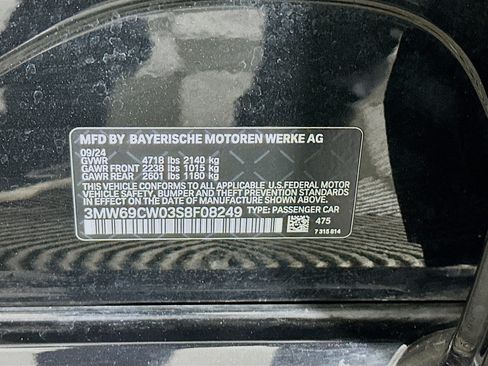 MFD BY BAYERISCHE MOTOREN WERKE AG
09/24
GVWR 4718 lbs 2140 kg
GAWR FRONT 2238 lbs 1015 kg
GAWR REAR 2601 lbs 1180 kg
THIS VEHICLE CONFORMS TO ALL APPLICABLE U.S.FEDERAL MOTOR
VEHICLE SAFETY, BUMPER AND THEFT PREVENTION STANDARDS
IN EFFECT ON THE DATE OF MANUFACTURE SHOWN ABOVE.
3MW69CW03S8F08249 TYPE: PASSENGER CAR
475
7 315 814